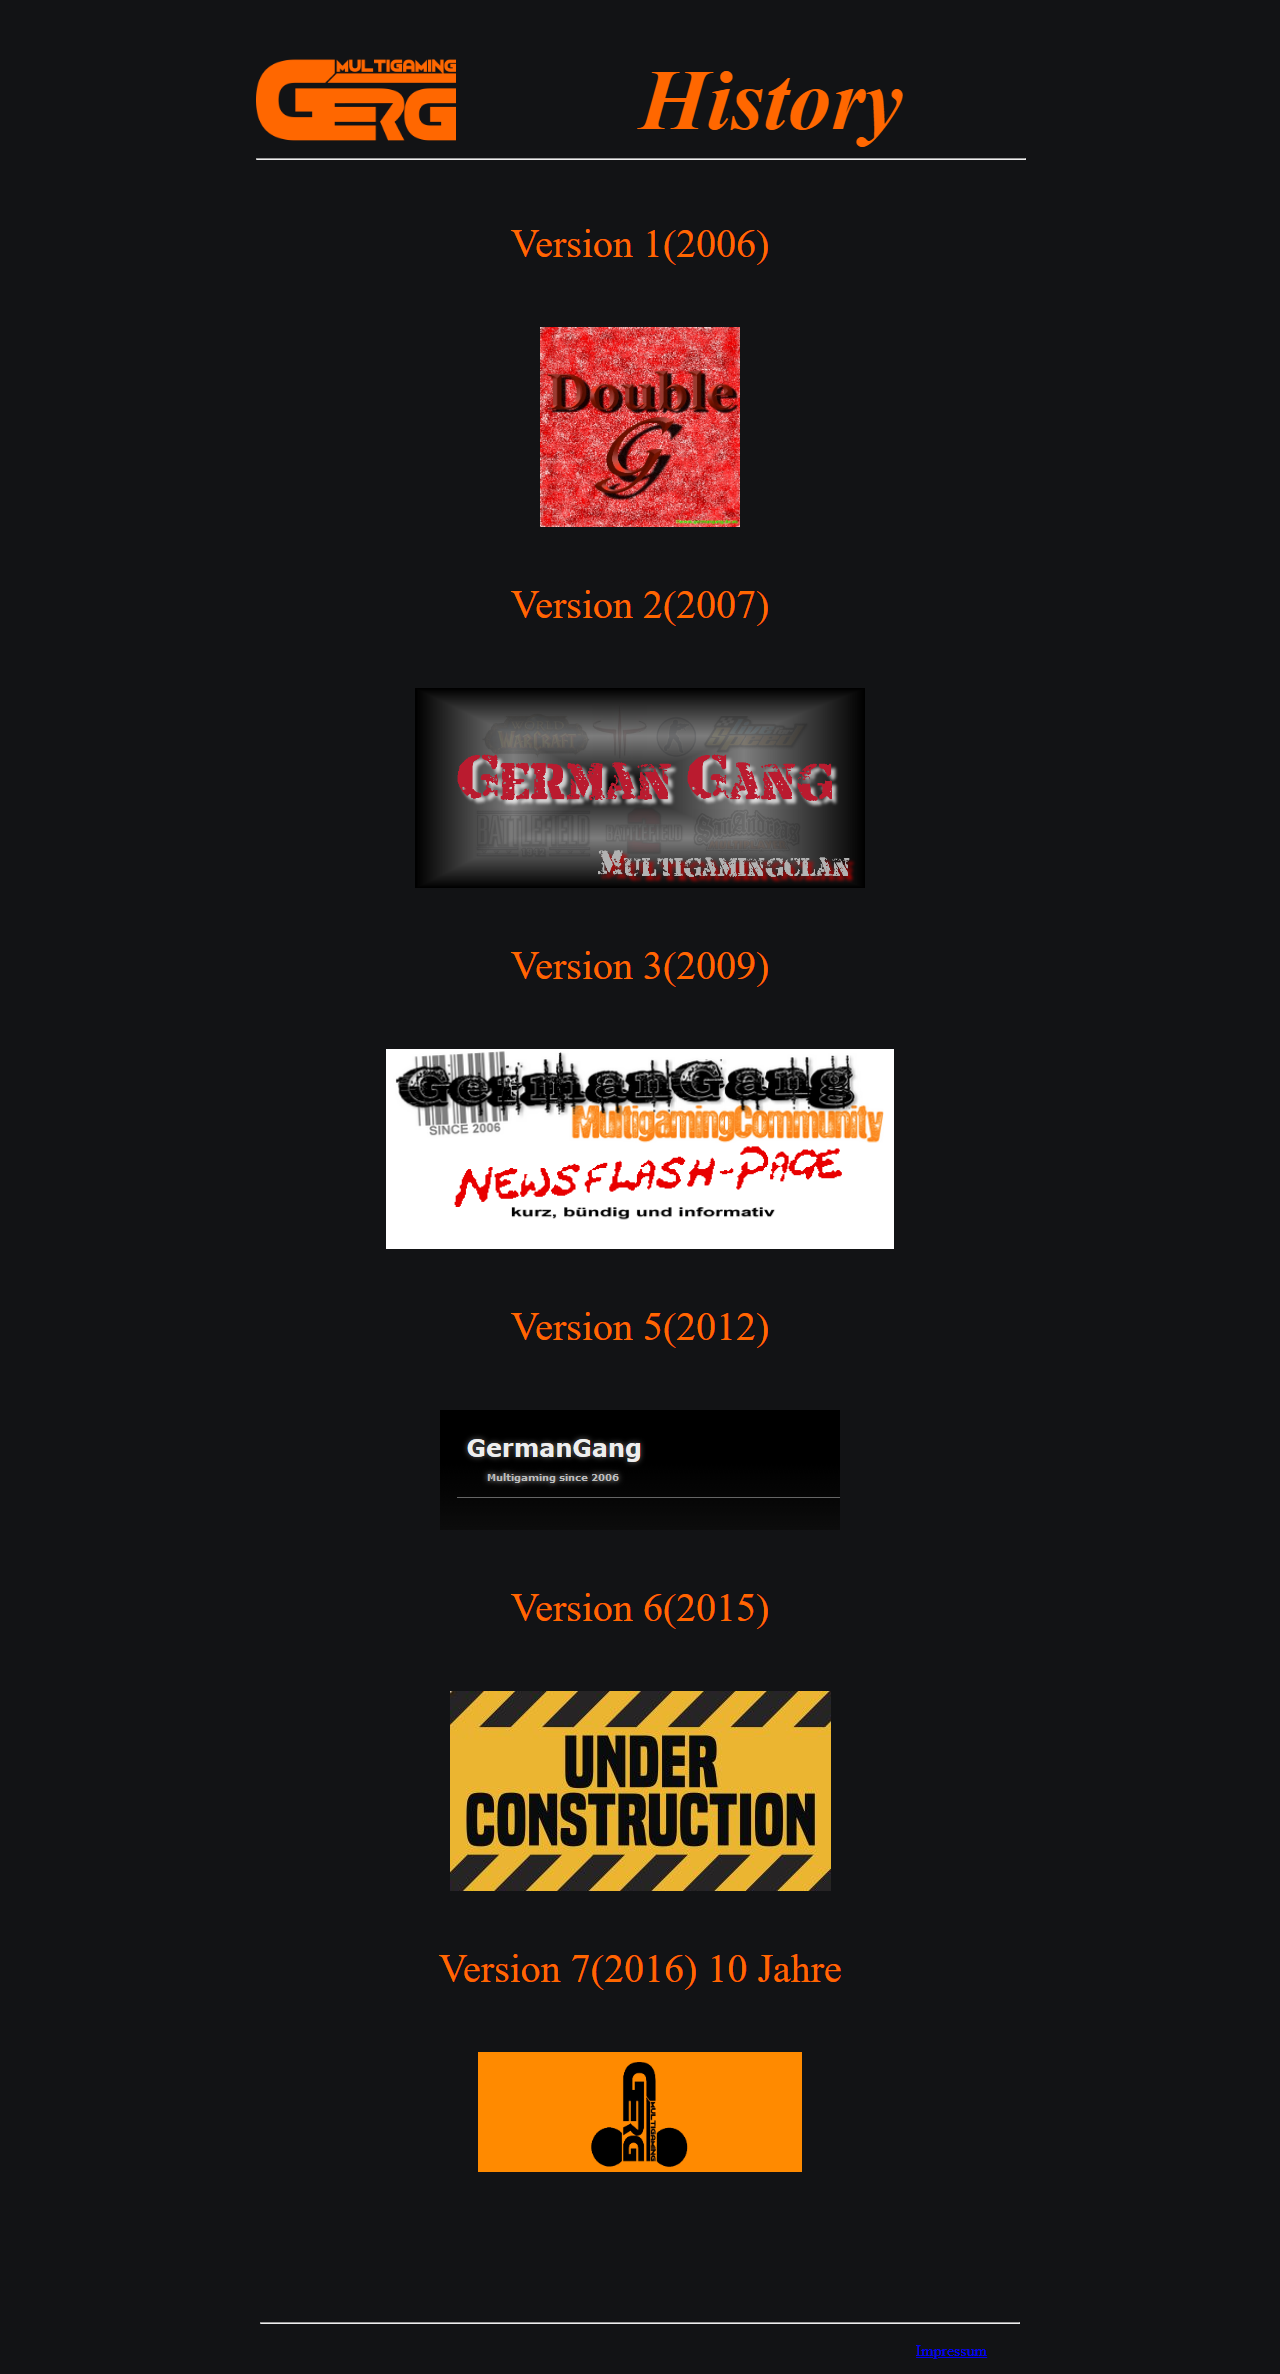 MULTIGAMING
GERG
History
Version 1(2006)
Double
G
Version 2(2007)
WARCRAFT
GERMAN GANG
BATTLEFIELD
BATTLEFIELD
SanAndreas
MULTIGAMINGCLAN
Version 3(2009)
GermanGang
SINCE 2006
MultigamingCommunity
NEWSFLASH-PAGE
kurz, bündig und informativ
Version 5(2012)
GermanGang
Multigaming since 2006
Version 6(2015)
UNDER
CONSTRUCTION
Version 7(2016) 10 Jahre
GERG
MULTIGAMING
Impressum